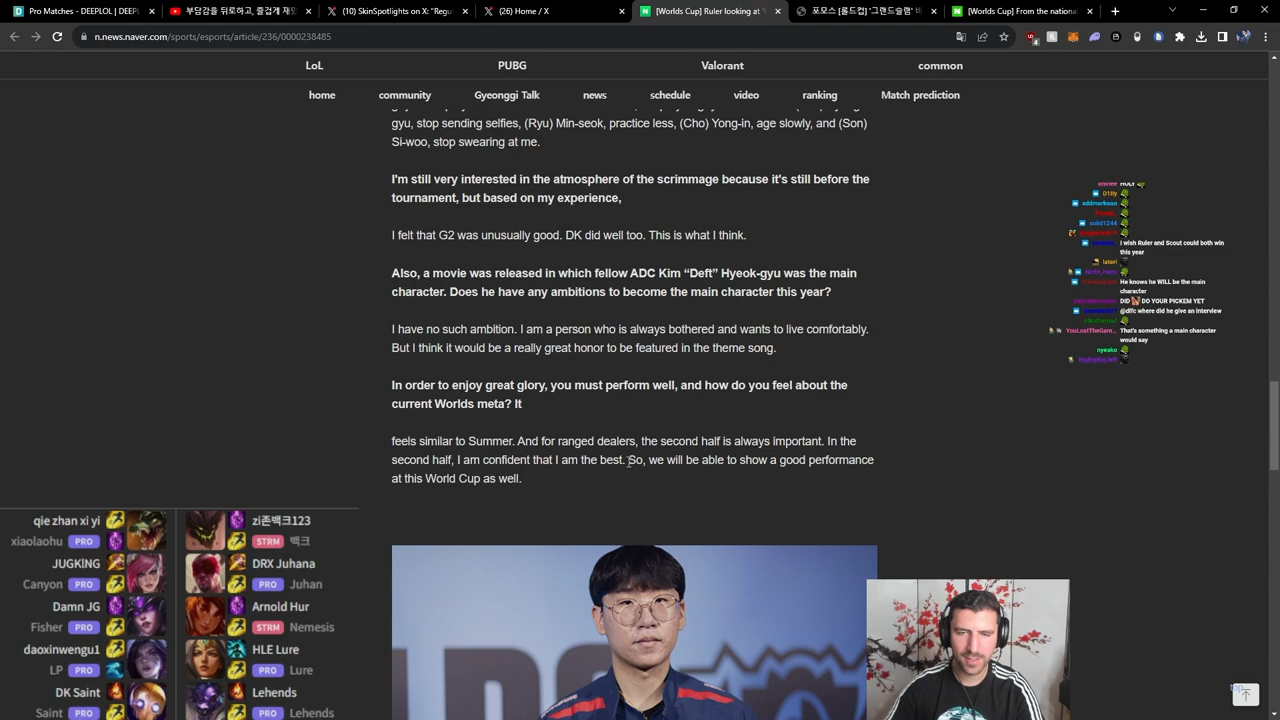 Pro Matches - DEEPLOL | DEEPL
부담감을 뒤로하고, 즐겁게 재밌
(10) SkinSpotlights on X: "Regu
(26) Home / X
[Worlds Cup] Ruler looking at '
포모스 [롤드컵] '그랜드슬램' 바
[Worlds Cup] From the national
n.news.naver.com/sports/esports/article/236/0000238485
LoL
PUBG
Valorant
common
home
community
Gyeonggi Talk
news
schedule
video
ranking
Match prediction
gyu, stop sending selfies, (Ryu) Min-seok, practice less, (Cho) Yong-in, age slowly, and (Son)
Si-woo, stop swearing at me.
I'm still very interested in the atmosphere of the scrimmage because it's still before the
tournament, but based on my experience,
I felt that G2 was unusually good. DK did well too. This is what I think.
Also, a movie was released in which fellow ADC Kim “Deft” Hyeok-gyu was the main
character. Does he have any ambitions to become the main character this year?
I have no such ambition. I am a person who is always bothered and wants to live comfortably.
But I think it would be a really great honor to be featured in the theme song.
In order to enjoy great glory, you must perform well, and how do you feel about the
current Worlds meta? It
feels similar to Summer. And for ranged dealers, the second half is always important. In the
second half, I am confident that I am the best. So, we will be able to show a good performance
at this World Cup as well.
HOLY
D1lly
addmarkooo
solid1244
I wish Ruler and Scout could both win
this year
later!
He knows he WILL be the main
character
DID DO YOUR PICKEM YET
@dlfc where did he give an interview
YouLostTheGam...
That's something a main character
would say
nyeako
qie zhan xi yi
xiaolaohu PRO
JUGKING
Canyon PRO
Damn JG
Fisher PRO
daoxinwengu1
LP PRO
DK Saint
Saint PRO
zi존백크123
STRM 백크
DRX Juhana
PRO Juhan
Arnold Hur
STRM Nemesis
HLE Lure
PRO Lure
Lehends
PRO Lehends
top